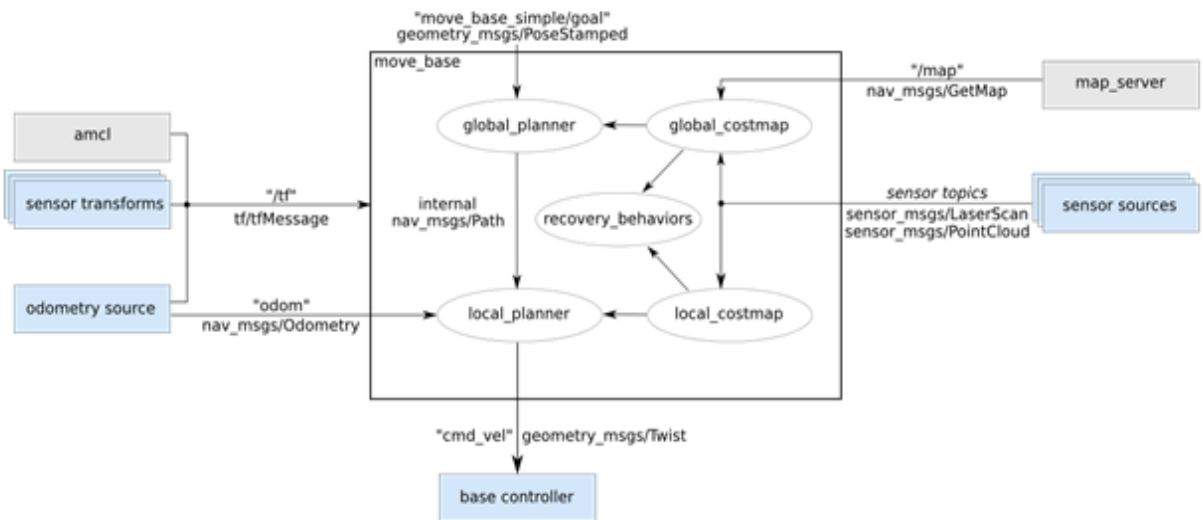 "move_base_simple/goal"
geometry_msgs/PoseStamped
move_base
"/map"
nav_msgs/GetMap
map_server
global_planner
global_costmap
amcl
sensor transforms
"/tf"
tf/tfMessage
internal
nav_msgs/Path
recovery_behaviors
sensor topics
sensor_msgs/LaserScan
sensor_msgs/PointCloud
sensor sources
odometry source
"odom"
nav_msgs/Odometry
local_planner
local_costmap
"cmd_vel" geometry_msgs/Twist
base controller